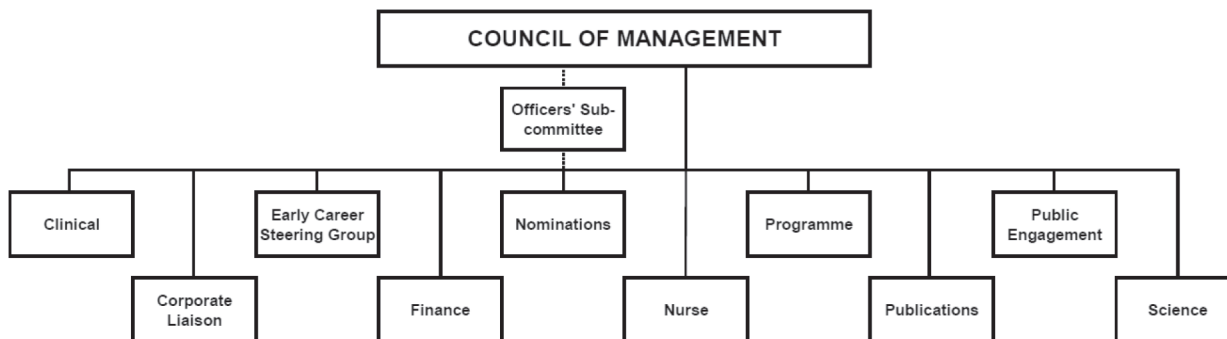 COUNCIL OF MANAGEMENT
Officers' Sub-
committee
Clinical
Early Career
Steering Group
Nominations
Programme
Public
Engagement
Corporate
Liaison
Finance
Nurse
Publications
Science